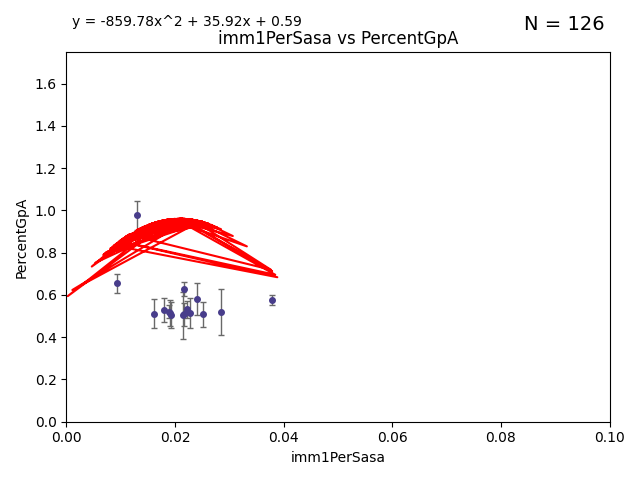 y = -859.78x^2 + 35.92x + 0.59
N = 126
imm1PerSasa vs PercentGpA
PercentGpA
1.6
1.4
1.2
1.0
0.8
0.6
0.4
0.2
0.0
0.00 0.02 0.04 0.06 0.08 0.10
imm1PerSasa